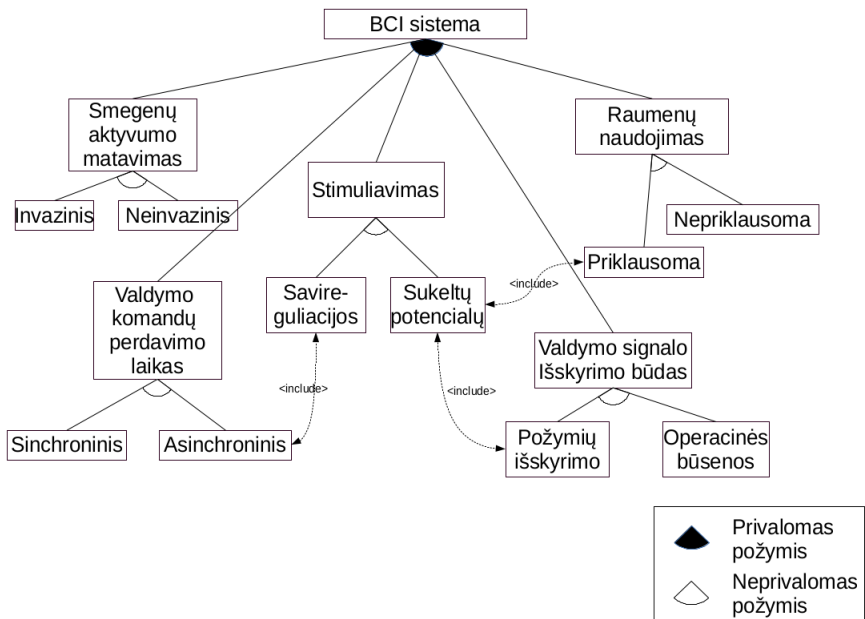 BCI sistema
Smegenų
aktyvumo
matavimas
Raumenų
naudojimas
Stimuliavimas
Invazinis
Neinvazinis
Nepriklausoma
Priklausoma
Valdymo
komandų
perdavimo
laikas
Savire-
guliacijos
Sukeltų
potencialų
<include>
Valdymo signalo
Išskyrimo būdas
<include>
<include>
Sinchroninis
Asinchroninis
Požymių
išskyrimo
Operacinės
būsenos
Privalomas
požymis
Neprivalomas
požymis